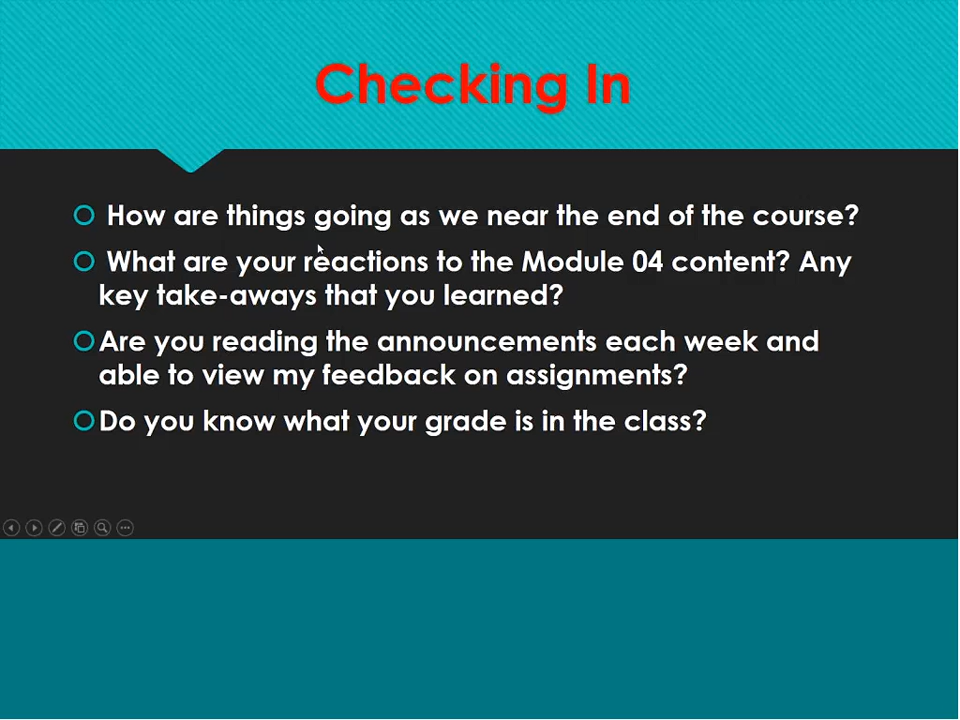 Checking In
How are things going as we near the end of the course?
What are your reactions to the Module 04 content? Any
key take-aways that you learned?
Are you reading the announcements each week and
able to view my feedback on assignments?
Do you know what your grade is in the class?